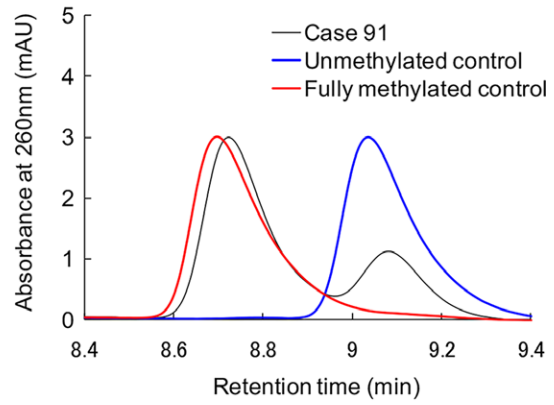 5
4
3
2
1
0
Absorbance at 260nm (mAU)
Case 91
Unmethylated control
Fully methylated control
8.4 8.6 8.8 9 9.2 9.4
Retention time (min)